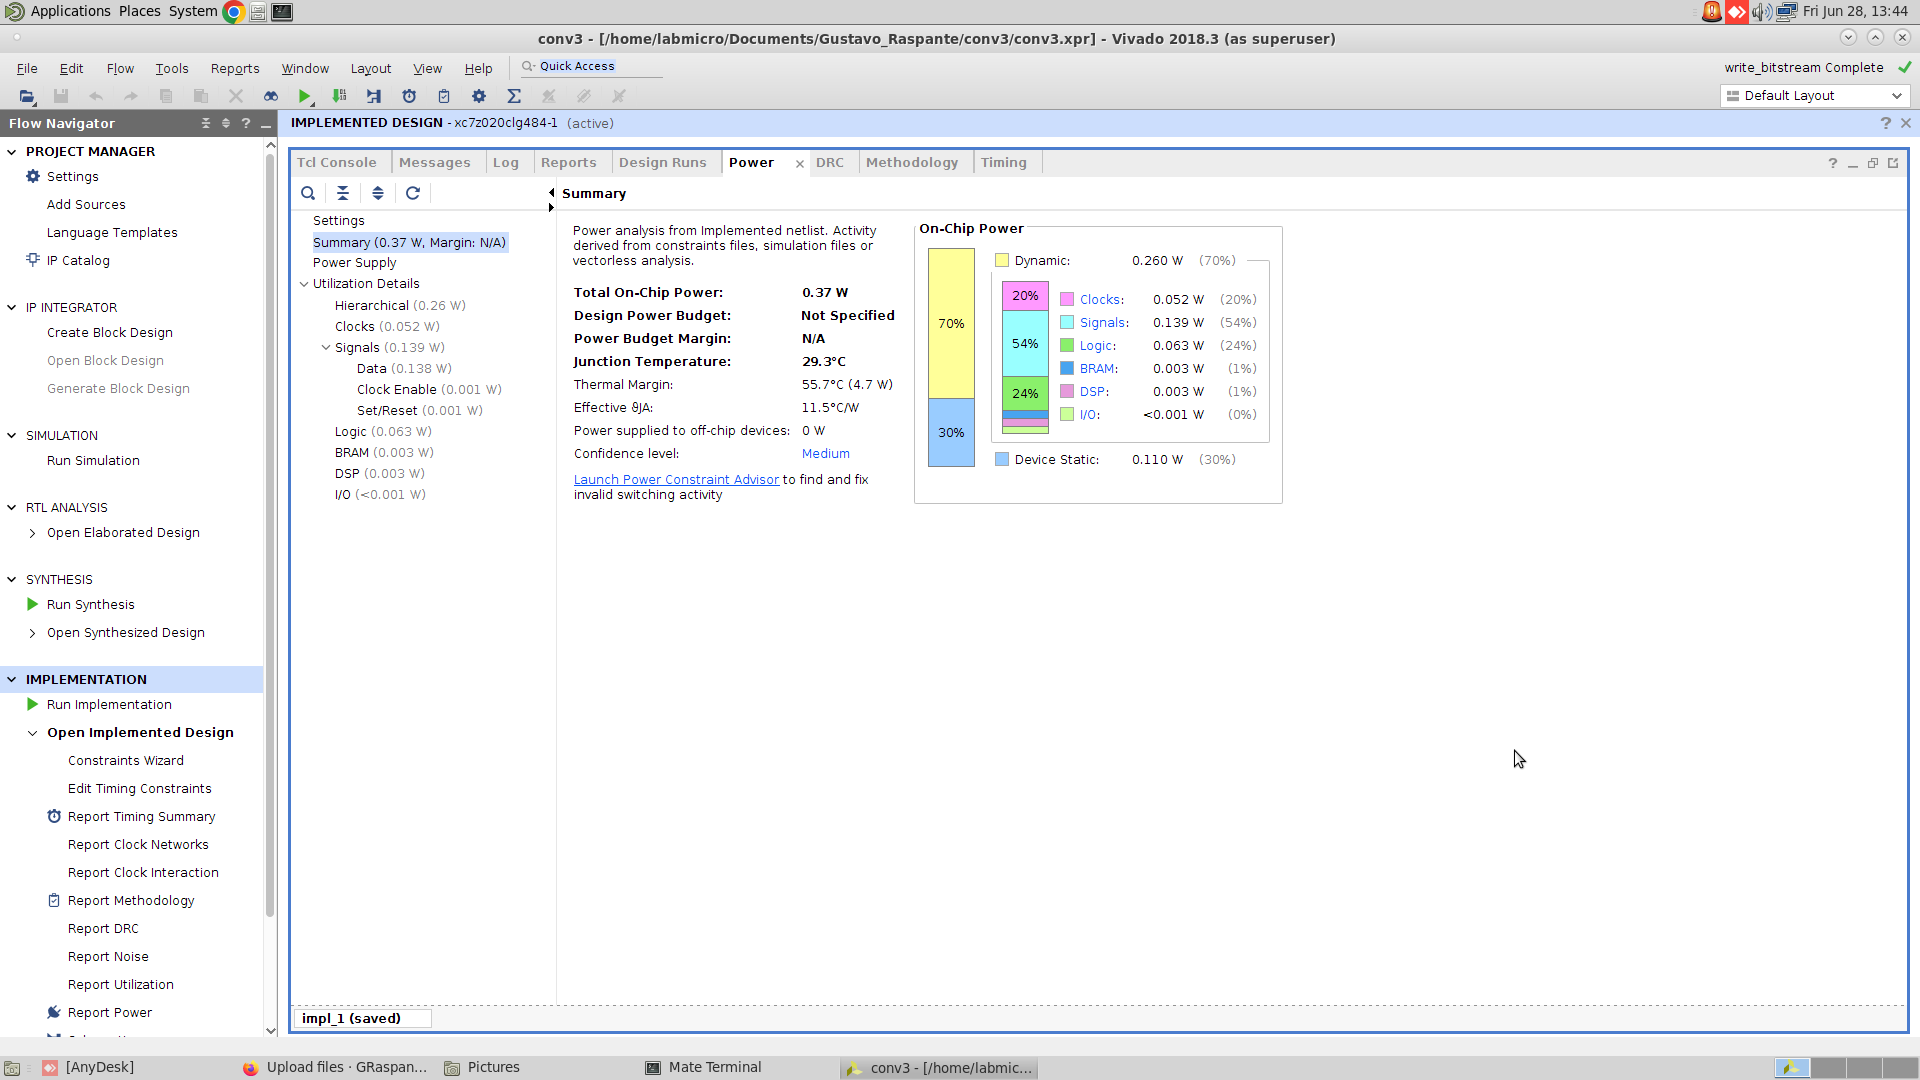 Applications Places System
Fri Jun 28, 13:44
conv3 - [/home/labmicro/Documents/Gustavo_Raspante/conv3/conv3.xpr] - Vivado 2018.3 (as superuser)
File Edit Flow Tools Reports Window Layout View Help
Quick Access
write_bitstream Complete
Default Layout
Flow Navigator
PROJECT MANAGER
Settings
Add Sources
Language Templates
IP Catalog
IP INTEGRATOR
Create Block Design
Open Block Design
Generate Block Design
SIMULATION
Run Simulation
RTL ANALYSIS
Open Elaborated Design
SYNTHESIS
Run Synthesis
Open Synthesized Design
IMPLEMENTATION
Run Implementation
Open Implemented Design
Constraints Wizard
Edit Timing Constraints
Report Timing Summary
Report Clock Networks
Report Clock Interaction
Report Methodology
Report DRC
Report Noise
Report Utilization
Report Power
IMPLEMENTED DESIGN - xc7z020clg484-1 (active)
Tcl Console Messages Log Reports Design Runs Power DRC Methodology Timing
Settings
Summary (0.37 W, Margin: N/A)
Power Supply
Utilization Details
Hierarchical (0.26 W)
Clocks (0.052 W)
Signals (0.139 W)
Data (0.138 W)
Clock Enable (0.001 W)
Set/Reset (0.001 W)
Logic (0.063 W)
BRAM (0.003 W)
DSP (0.003 W)
I/O (<0.001 W)
Summary
Power analysis from Implemented netlist. Activity
derived from constraints files, simulation files or
vectorless analysis.
Total On-Chip Power: 0.37 W
Design Power Budget: Not Specified
Power Budget Margin: N/A
Junction Temperature: 29.3°C
Thermal Margin: 55.7°C (4.7 W)
Effective ϑJA: 11.5°C/W
Power supplied to off-chip devices: 0 W
Confidence level: Medium
Launch Power Constraint Advisor to find and fix
invalid switching activity
On-Chip Power
70%
30%
Dynamic: 0.260 W (70%)
20%
54%
24%
Clocks: 0.052 W (20%)
Signals: 0.139 W (54%)
Logic: 0.063 W (24%)
BRAM: 0.003 W (1%)
DSP: 0.003 W (1%)
I/O: <0.001 W (0%)
Device Static: 0.110 W (30%)
impl_1 (saved)
[AnyDesk]
Upload files · GRaspan...
Pictures
Mate Terminal
conv3 - [/home/labmic...